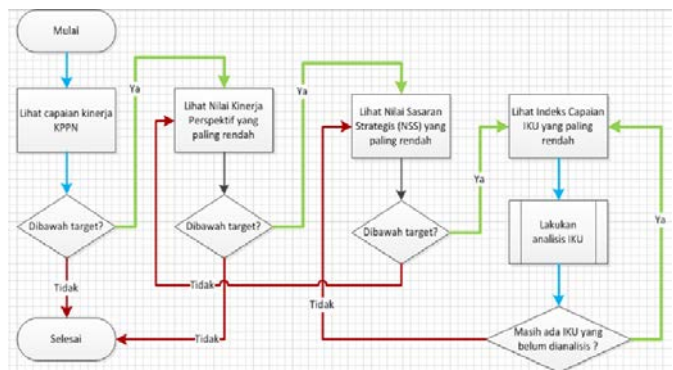 Mulai
Lihat capaian kinerja
KPPN
Dibawah target?
Tidak
Selesai
Ya
Lihat Nilai Kinerja
Perspektif yang
paling rendah
Dibawah target?
Tidak
Tidak
Ya
Lihat Nilai Sasaran
Strategis (NSS) yang
paling rendah
Dibawah target?
Tidak
Ya
Lihat Indeks Capaian
IKU yang paling
rendah
Lakukan
analisis IKU
Masih ada IKU yang
belum dianalisis ?
Ya